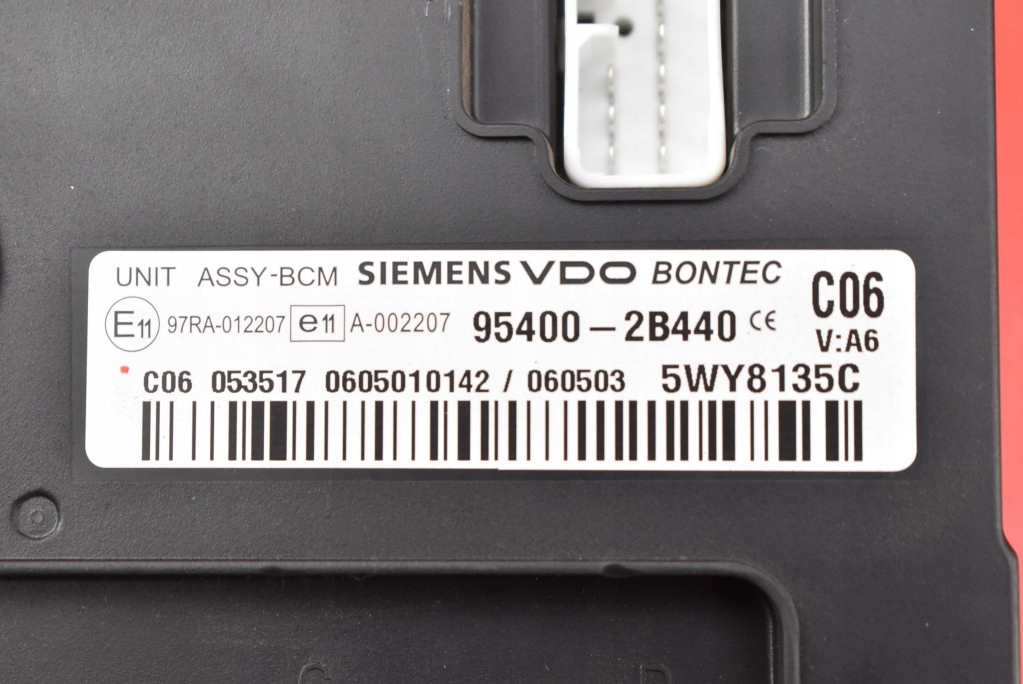 UNIT ASSY-BCM SIEMENS VDO BONTEC
C06
E11 97RA-012207 e11 A-002207 95400-2B440 CE
V:A6
C06 053517 0605010142 / 060503 5WY8135C